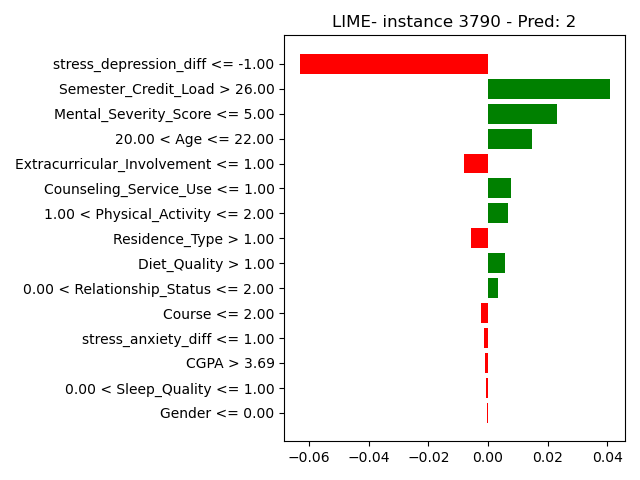 LIME- instance 3790 - Pred: 2
stress_depression_diff <= -1.00
Semester_Credit_Load > 26.00
Mental_Severity_Score <= 5.00
20.00 < Age <= 22.00
Extracurricular_Involvement <= 1.00
Counseling_Service_Use <= 1.00
1.00 < Physical_Activity <= 2.00
Residence_Type > 1.00
Diet_Quality > 1.00
0.00 < Relationship_Status <= 2.00
Course <= 2.00
stress_anxiety_diff <= 1.00
CGPA > 3.69
0.00 < Sleep_Quality <= 1.00
Gender <= 0.00
−0.06 −0.04 −0.02 0.00 0.02 0.04